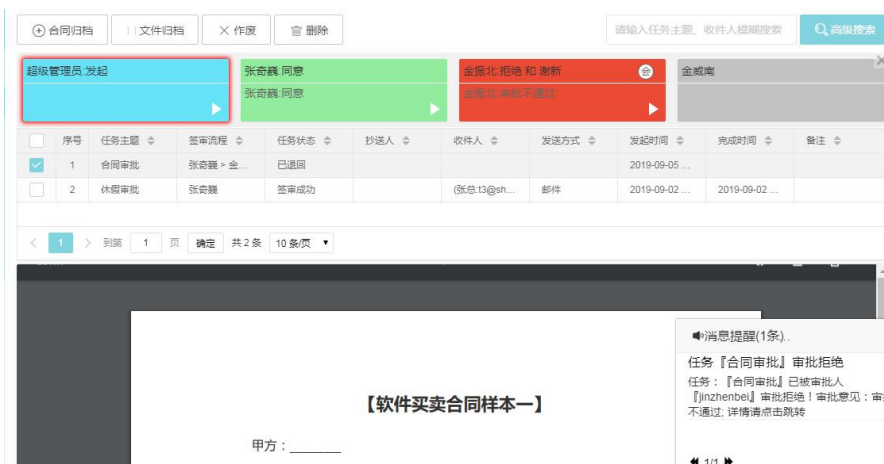 合同归档 文件归档 作废 删除 请输入任务主题、收件人模糊搜索 高级搜索
超级管理员:发起 张奇巍:同意 金振北:拒绝 和 谢新 会 金威南
张奇巍:同意 金振北:审批不通过
序号 任务主题 签审流程 任务状态 抄送人 收件人 发送方式 发起时间 完成时间 备注
1 合同审批 张奇巍 > 金... 已退回 2019-09-05 ...
2 休假审批 张奇巍 签审成功 (张总:t3@sh... 邮件 2019-09-02 ... 2019-09-02 ...
1 到第 1 页 确定 共 2 条 10 条/页
消息提醒(1条)..
任务『合同审批』审批拒绝
任务：『合同审批』已被审批人
『jinzhenbei』审批拒绝！审批意见：审
不通过; 详情请点击跳转
【软件买卖合同样本一】
甲方：________
1/1